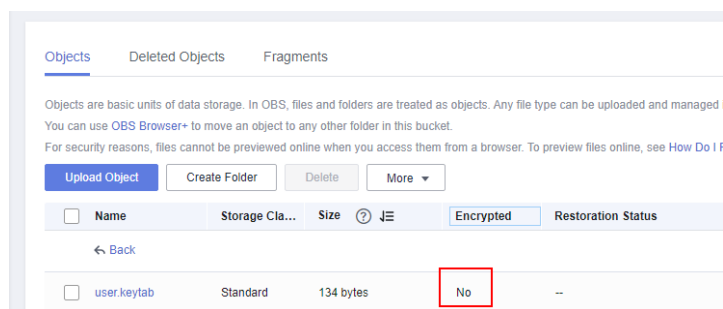 Objects Deleted Objects Fragments
Objects are basic units of data storage. In OBS, files and folders are treated as objects. Any file type can be uploaded and managed
You can use OBS Browser+ to move an object to any other folder in this bucket.
For security reasons, files cannot be previewed online when you access them from a browser. To preview files online, see How Do I
Upload Object Create Folder Delete More
Name Storage Cla... Size ? Encrypted Restoration Status
Back
user.keytab Standard 134 bytes No --